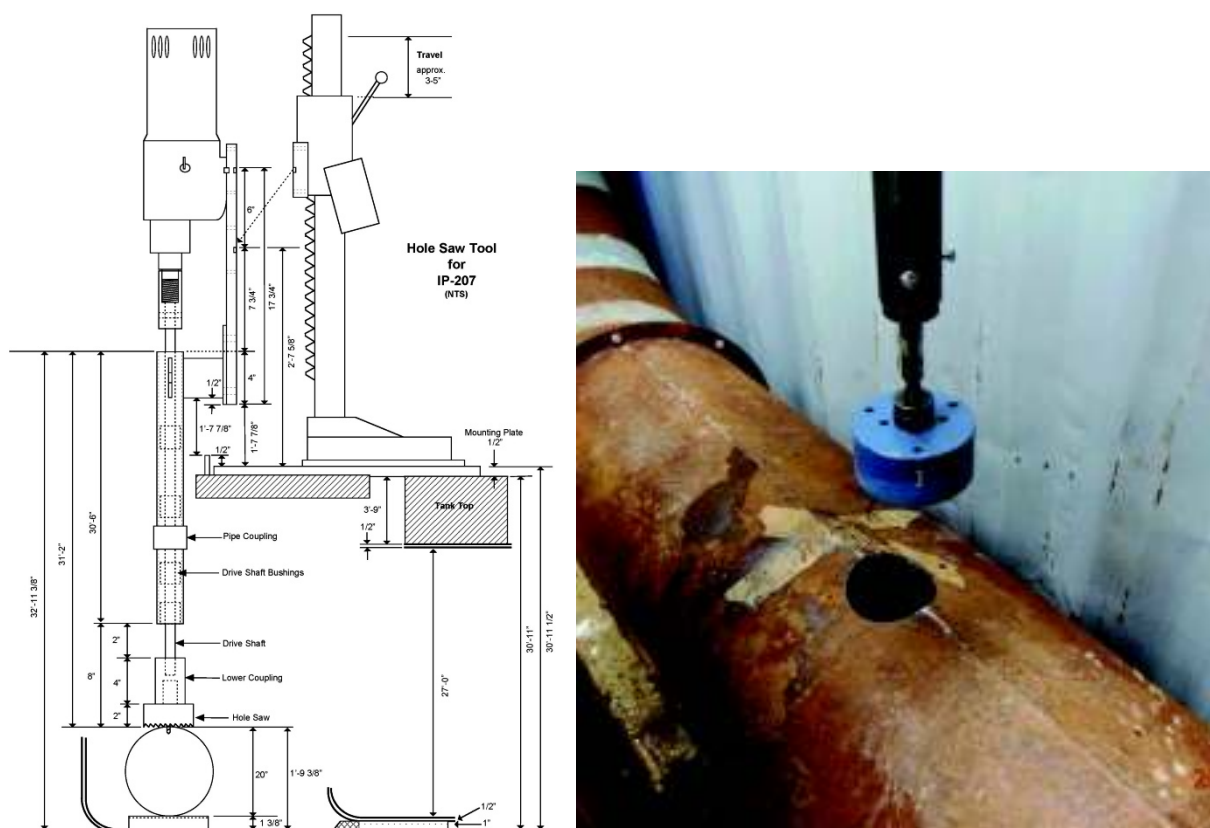 Travel
approx.
3-5"
6"
Hole Saw Tool
for
IP-207
(NTS)
7 3/4"
17 3/4"
2'-7 5/8"
4"
1/2"
1'-7 7/8"
1'-7 7/8"
1/2"
Mounting Plate
1/2"
Tank Top
3'-9"
1/2"
30'-6"
31'-2"
32'-11 3/8"
Pipe Coupling
Drive Shaft Bushings
Drive Shaft
2"
8"
4"
Lower Coupling
2"
Hole Saw
27'-0"
30'-11"
30'-11 1/2"
20"
1'-9 3/8"
1 3/8"
1/2"
1"
1